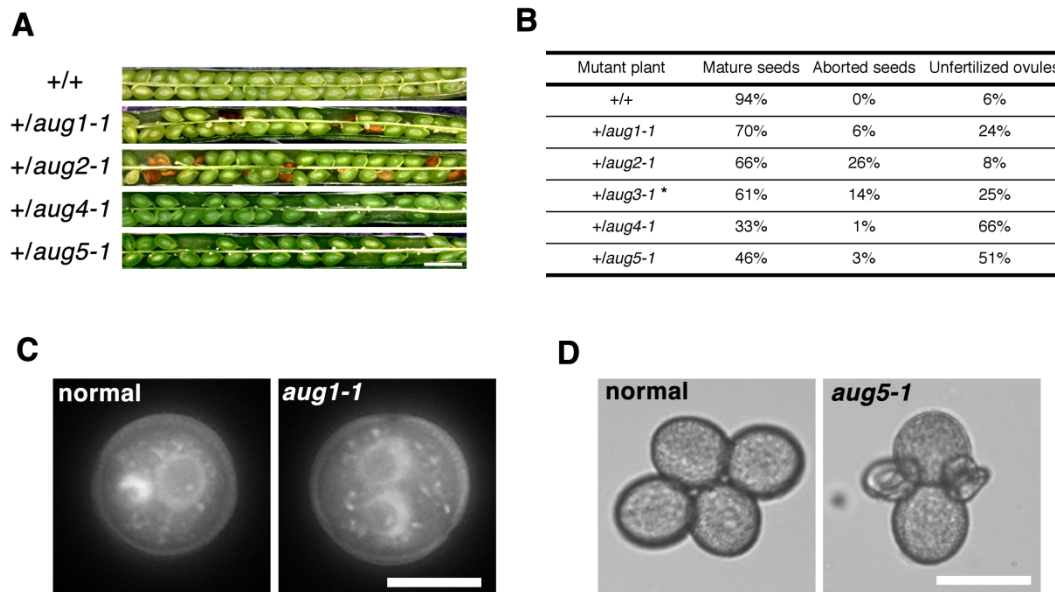 A
+/+
+/aug1-1
+/aug2-1
+/aug4-1
+/aug5-1
B
Mutant plant Mature seeds Aborted seeds Unfertilized ovules
+/+ 94% 0% 6%
+/aug1-1 70% 6% 24%
+/aug2-1 66% 26% 8%
+/aug3-1 * 61% 14% 25%
+/aug4-1 33% 1% 66%
+/aug5-1 46% 3% 51%
C
normal aug1-1
D
normal aug5-1